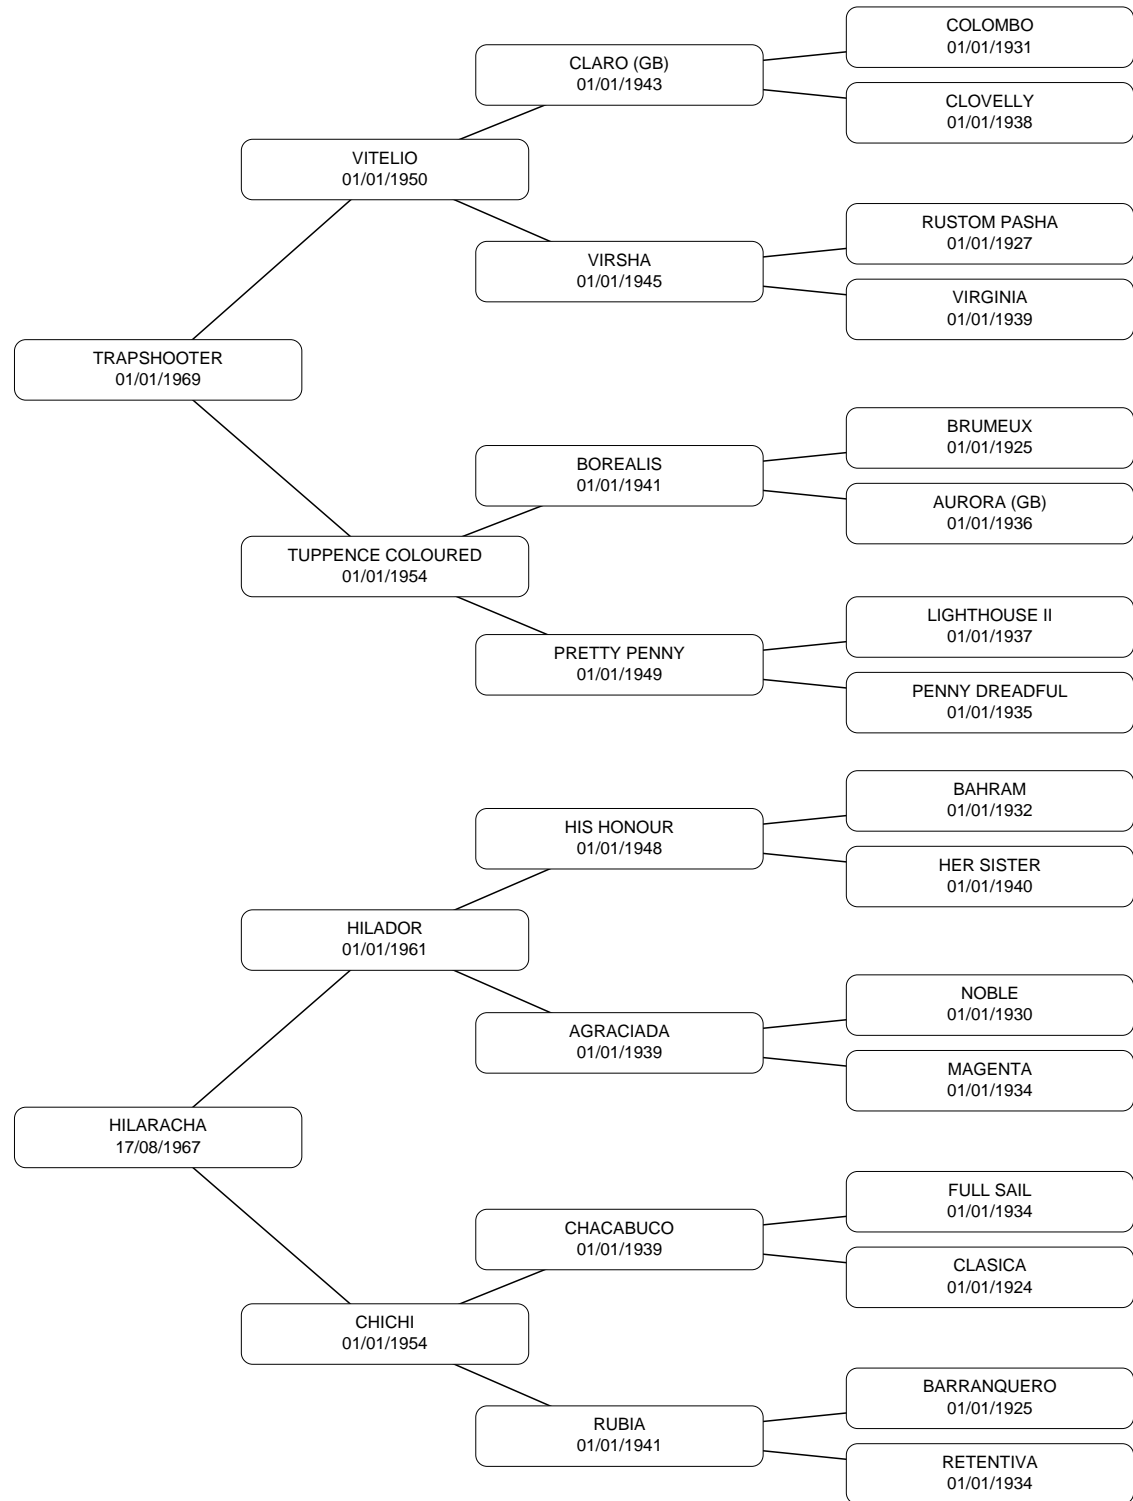 COLOMBO
01/01/1931
CLARO (GB)
01/01/1943
CLOVELLY
01/01/1938
VITELIO
01/01/1950
RUSTOM PASHA
01/01/1927
VIRSHA
01/01/1945
VIRGINIA
01/01/1939
TRAPSHOOTER
01/01/1969
BRUMEUX
01/01/1925
BOREALIS
01/01/1941
AURORA (GB)
01/01/1936
TUPPENCE COLOURED
01/01/1954
LIGHTHOUSE II
01/01/1937
PRETTY PENNY
01/01/1949
PENNY DREADFUL
01/01/1935
BAHRAM
01/01/1932
HIS HONOUR
01/01/1948
HER SISTER
01/01/1940
HILADOR
01/01/1961
NOBLE
01/01/1930
AGRACIADA
01/01/1939
MAGENTA
01/01/1934
HILARACHA
17/08/1967
FULL SAIL
01/01/1934
CHACABUCO
01/01/1939
CLASICA
01/01/1924
CHICHI
01/01/1954
BARRANQUERO
01/01/1925
RUBIA
01/01/1941
RETENTIVA
01/01/1934